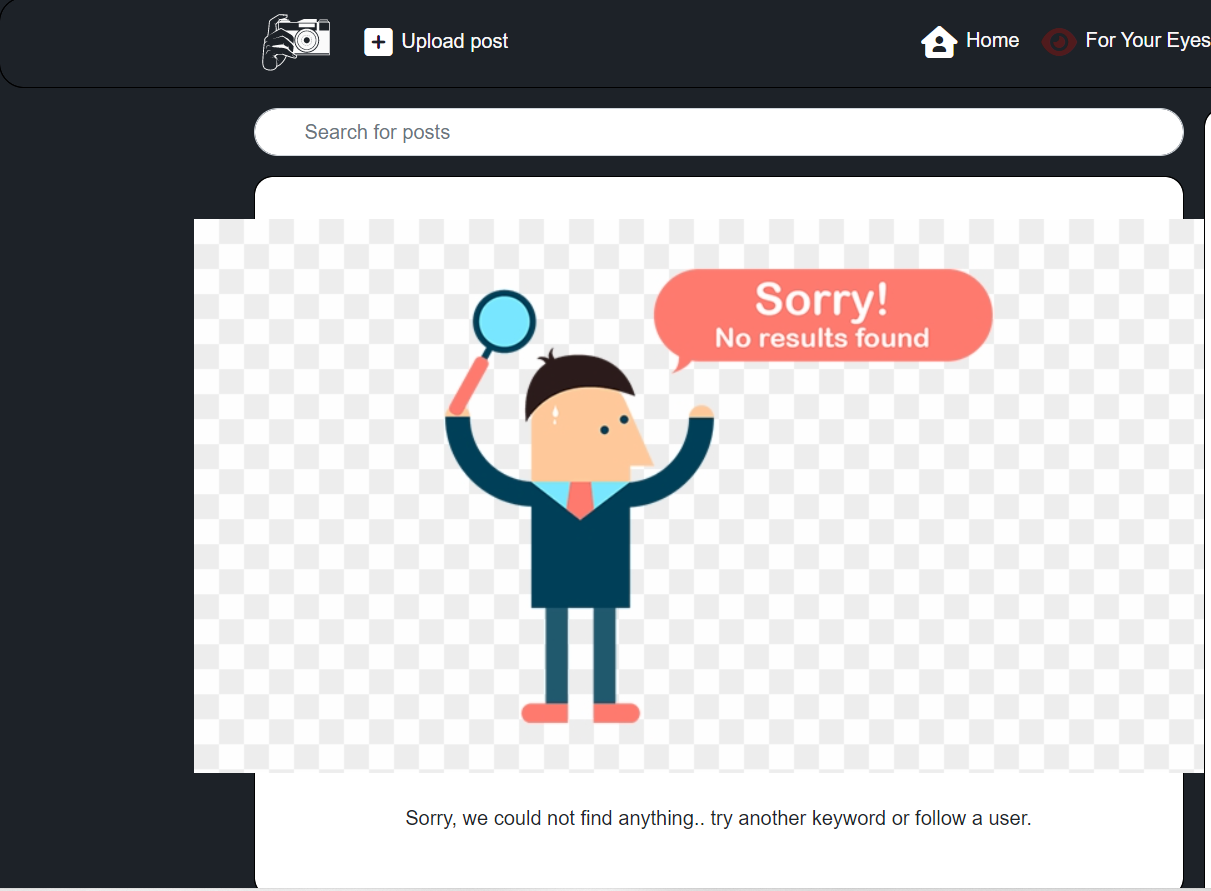 Upload post
Home
For Your Eyes
Search for posts
Sorry!
No results found
Sorry, we could not find anything.. try another keyword or follow a user.